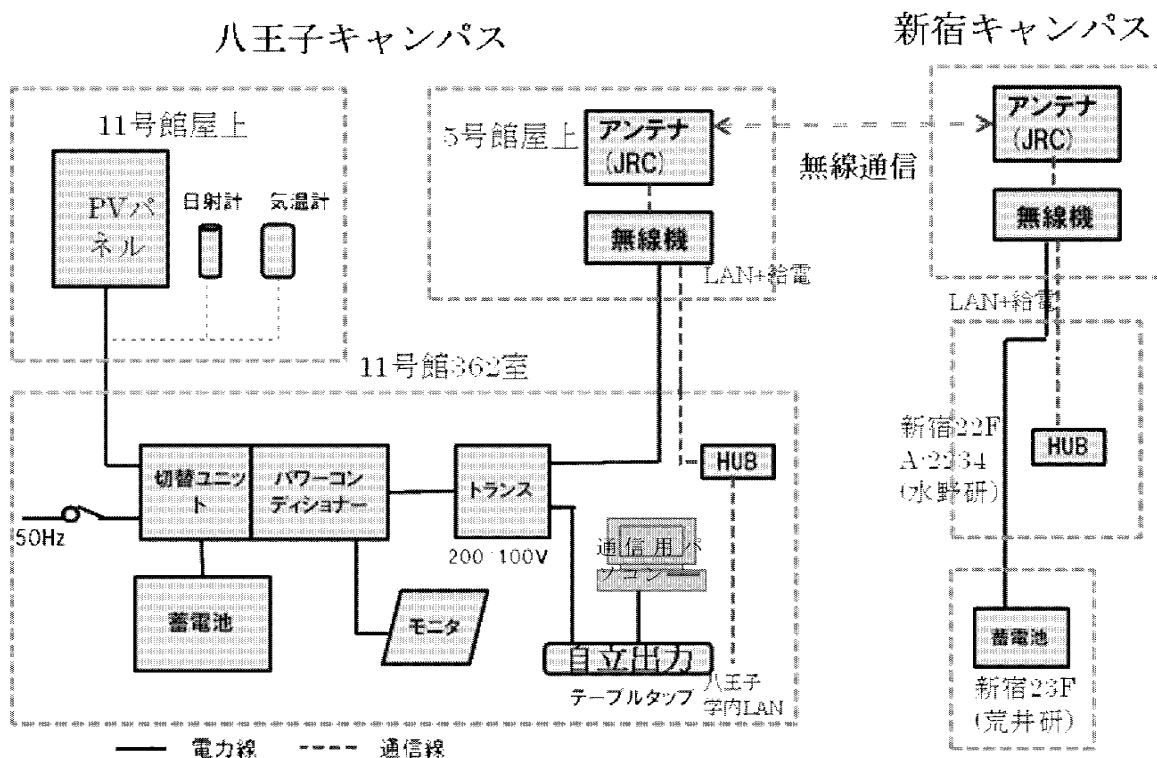 八王子キャンパス
新宿キャンパス
11号館屋上
PVパ
ネル
日射計
気温計
5号館屋上
アンテナ
(JRC)
無線機
LAN+給電
無線通信
アンテナ
(JRC)
無線機
LAN+給電
11号館362室
切替ユニッ
ト
パワーコン
ディショナー
トランス
200:100V
HUB
50Hz
蓄電池
モニタ
通信用パ
ソコン
自立出力
テーブルタップ
八王子
学内LAN
新宿22F
A-2234
(水野研)
HUB
蓄電池
新宿23F
(荒井研)
電力線
通信線